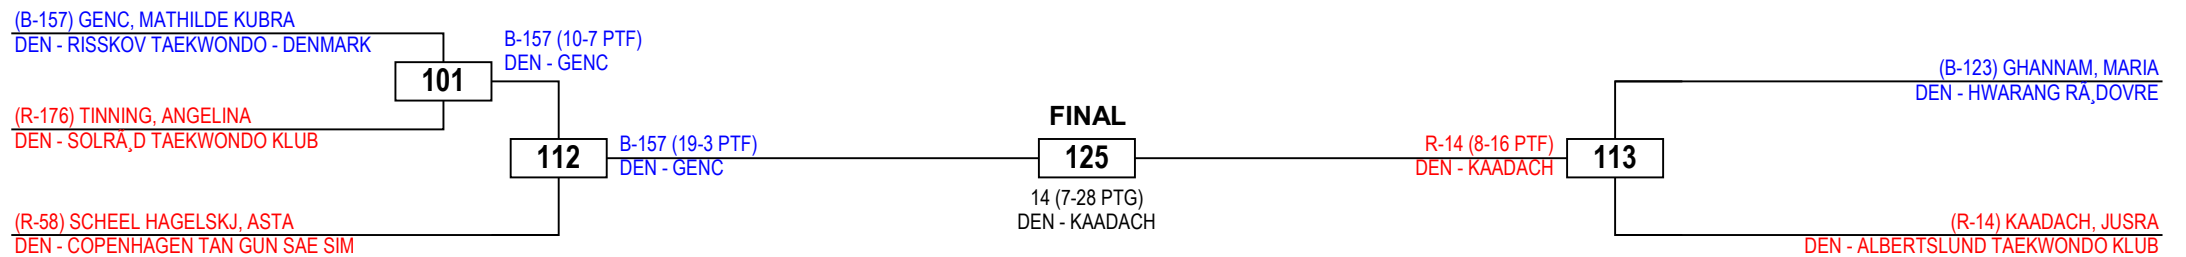 (B-157) GENC, MATHILDE KUBRA
DEN - RISSKOV TAEKWONDO - DENMARK
B-157 (10-7 PTF)
DEN - GENC
101
(R-176) TINNING, ANGELINA
DEN - SOLRÃ¸D TAEKWONDO KLUB
112
B-157 (19-3 PTF)
DEN - GENC
(R-58) SCHEEL HAGELSKJ, ASTA
DEN - COPENHAGEN TAN GUN SAE SIM
FINAL
125
14 (7-28 PTG)
DEN - KAADACH
(B-123) GHANNAM, MARIA
DEN - HWARANG RÃ¸DOVRE
R-14 (8-16 PTF)
DEN - KAADACH
113
(R-14) KAADACH, JUSRA
DEN - ALBERTSLUND TAEKWONDO KLUB